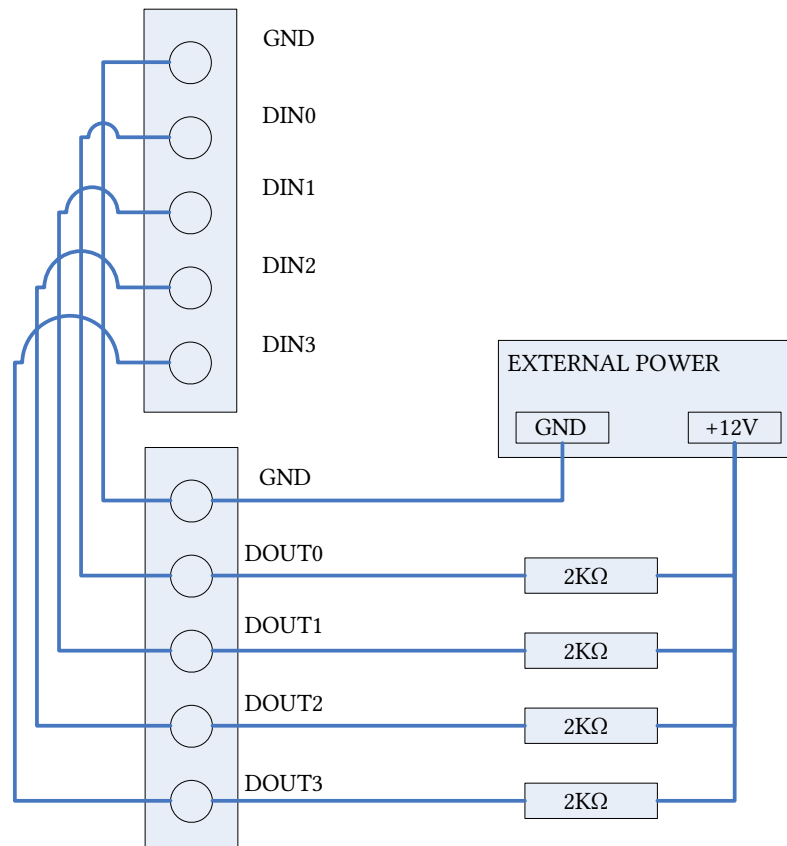 GND
DIN0
DIN1
DIN2
DIN3
EXTERNAL POWER
GND +12V
GND
DOUT0
2KΩ
DOUT1
2KΩ
DOUT2
2KΩ
DOUT3
2KΩ